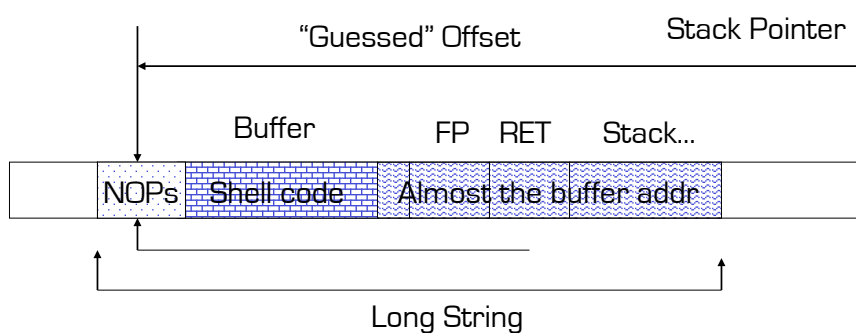 “Guessed” Offset
Stack Pointer
Buffer
FP
RET
Stack...
NOPs
Shell code
Almost the buffer addr
Long String